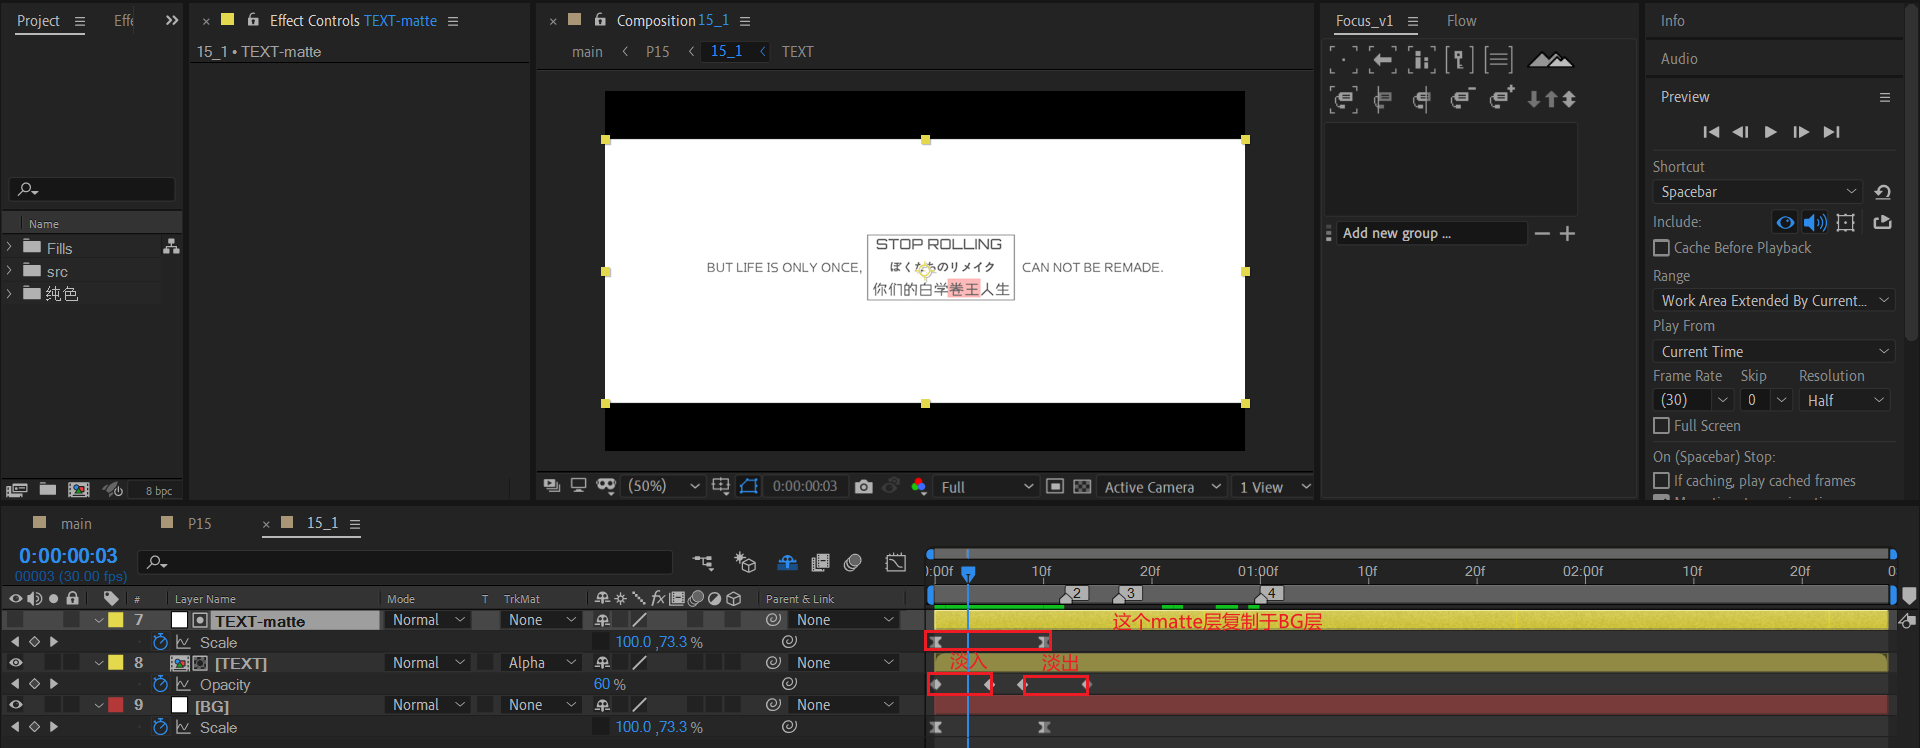 Project
Effe
Effect Controls TEXT-matte
15_1 • TEXT-matte
Name
Fills
src
纯色
8 bpc
Composition 15_1
main
P15
15_1
TEXT
BUT LIFE IS ONLY ONCE,
STOP ROLLING
のリメイク
你们的白学卷王人生
CAN NOT BE REMADE.
(50%)
0:00:00:03
Full
Active Camera
1 View
Focus_v1
Flow
Add new group ...
Info
Audio
Preview
Shortcut
Spacebar
Include:
Cache Before Playback
Range
Work Area Extended By Current...
Play From
Current Time
Frame Rate
Skip
Resolution
(30)
0
Half
Full Screen
On (Spacebar) Stop:
If caching, play cached frames
main
P15
15_1
0:00:00:03
00003 (30.00 fps)
#
Layer Name
Mode
T
TrkMat
fx
Parent & Link
:00f
10f
20f
01:00f
10f
20f
02:00f
10f
20f
0
2
3
4
7
TEXT-matte
Normal
None
None
这个matte层复制于BG层
Scale
100.0 ,73.3 %
8
[TEXT]
Normal
Alpha
None
淡入
淡出
Opacity
60 %
9
[BG]
Normal
None
None
Scale
100.0 ,73.3 %